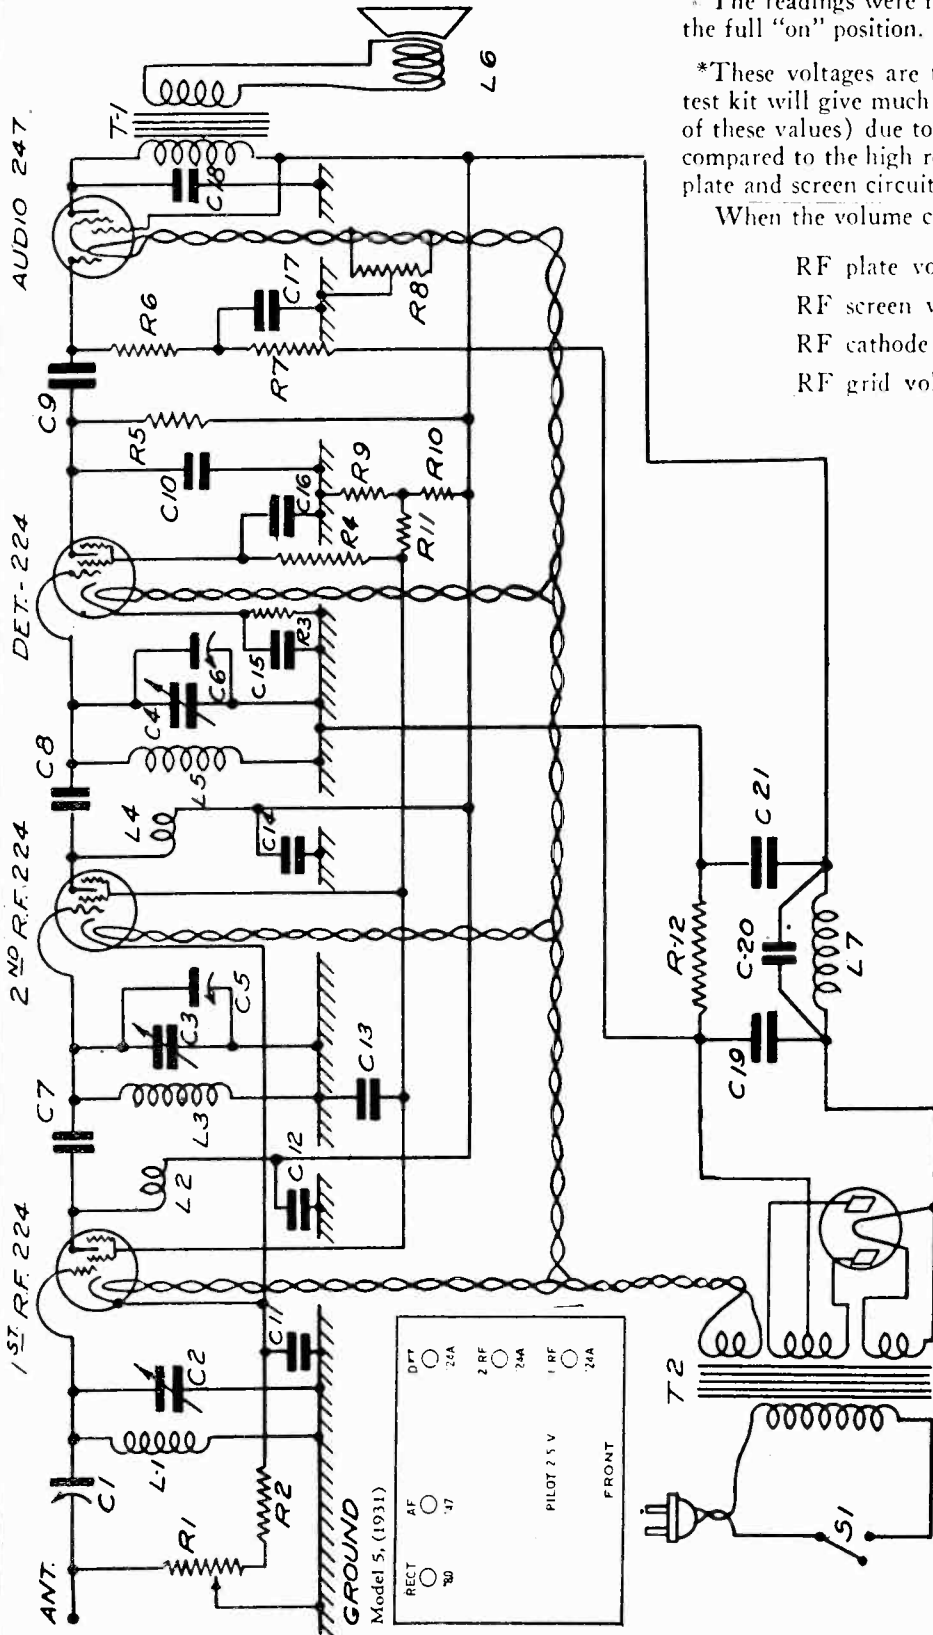 The readings were
the full “on” position.
*These voltages are t
test kit will give much
of these values) due to
compared to the high re
plate and screen circuit
When the volume c
RF plate vo
RF screen v
RF cathode
RF grid vol
ANT.
1ST. R.F. 224
2ND R.F. 224
DET.-224
AUDIO 247
C1
L-1
C2
R1
R2
C11
GROUND
L2
C12
C7
L3
C3
C5
C13
L4
C14
C8
L5
C4
C6
C15
R3
C10
C16
R4
R5
R9
R11
R10
C9
R6
C17
R7
R8
T-1
C18
L6
R-12
C19
C-20
C21
L7
T2
S1
Model 5, (1931)
RECT
'80
AF
'47
DET
'24A
2 RF
'24A
1 RF
'24A
PILOT 2.5 V
FRONT